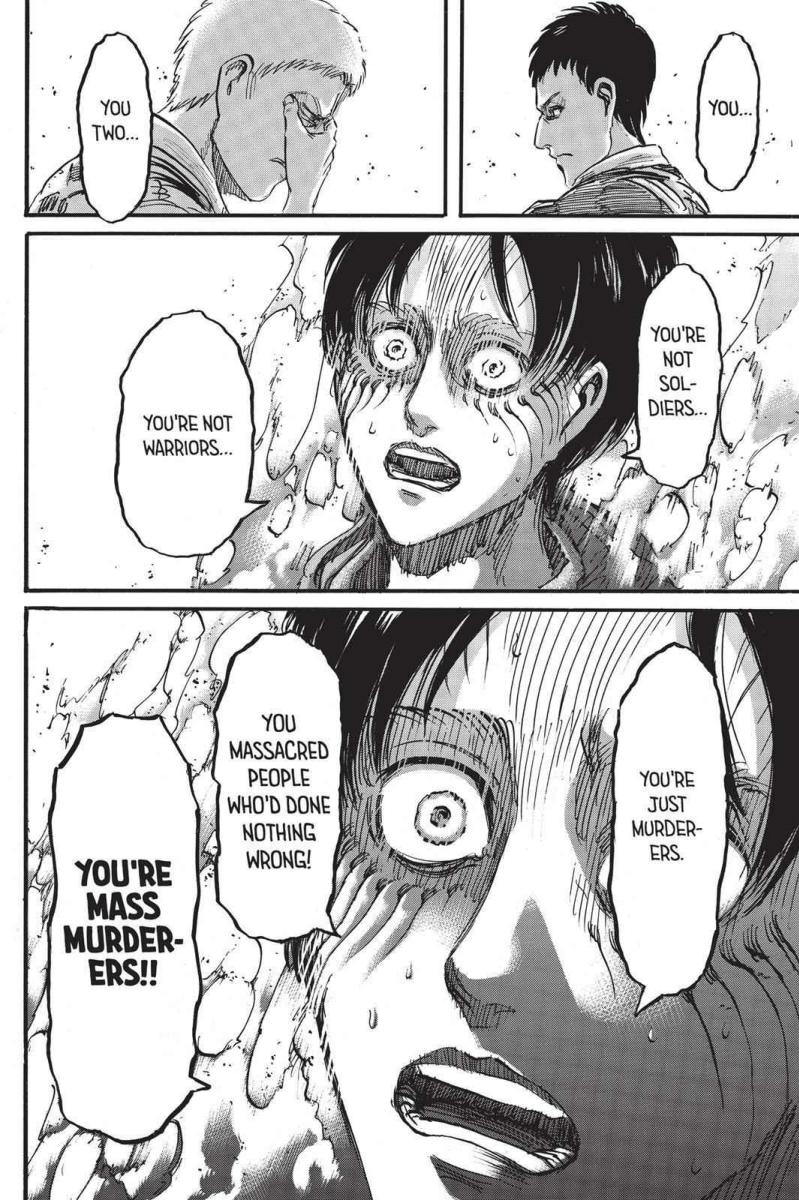 YOU...
YOU
TWO...
YOU'RE
NOT
SOL-
DIERS...
YOU'RE NOT
WARRIORS...
YOU'RE
JUST
MURDER-
ERS.
YOU
MASSACRED
PEOPLE
WHO'D DONE
NOTHING
WRONG!
YOU'RE
MASS
MURDER-
ERS!!